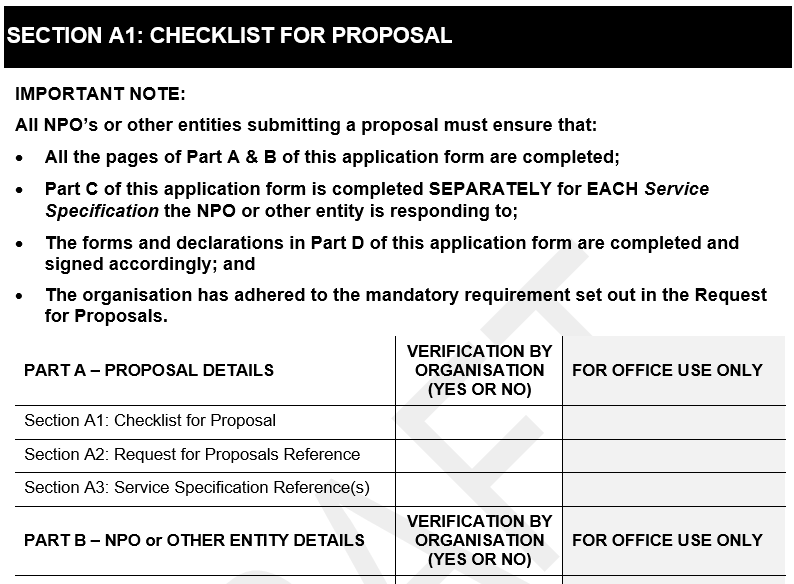 SECTION A1: CHECKLIST FOR PROPOSAL
IMPORTANT NOTE:
All NPO’s or other entities submitting a proposal must ensure that:
• All the pages of Part A & B of this application form are completed;
• Part C of this application form is completed SEPARATELY for EACH Service
Specification the NPO or other entity is responding to;
• The forms and declarations in Part D of this application form are completed and
signed accordingly; and
• The organisation has adhered to the mandatory requirement set out in the Request
for Proposals.
PART A – PROPOSAL DETAILS
VERIFICATION BY
ORGANISATION
(YES OR NO)
FOR OFFICE USE ONLY
Section A1: Checklist for Proposal
Section A2: Request for Proposals Reference
Section A3: Service Specification Reference(s)
PART B – NPO or OTHER ENTITY DETAILS
VERIFICATION BY
ORGANISATION
(YES OR NO)
FOR OFFICE USE ONLY